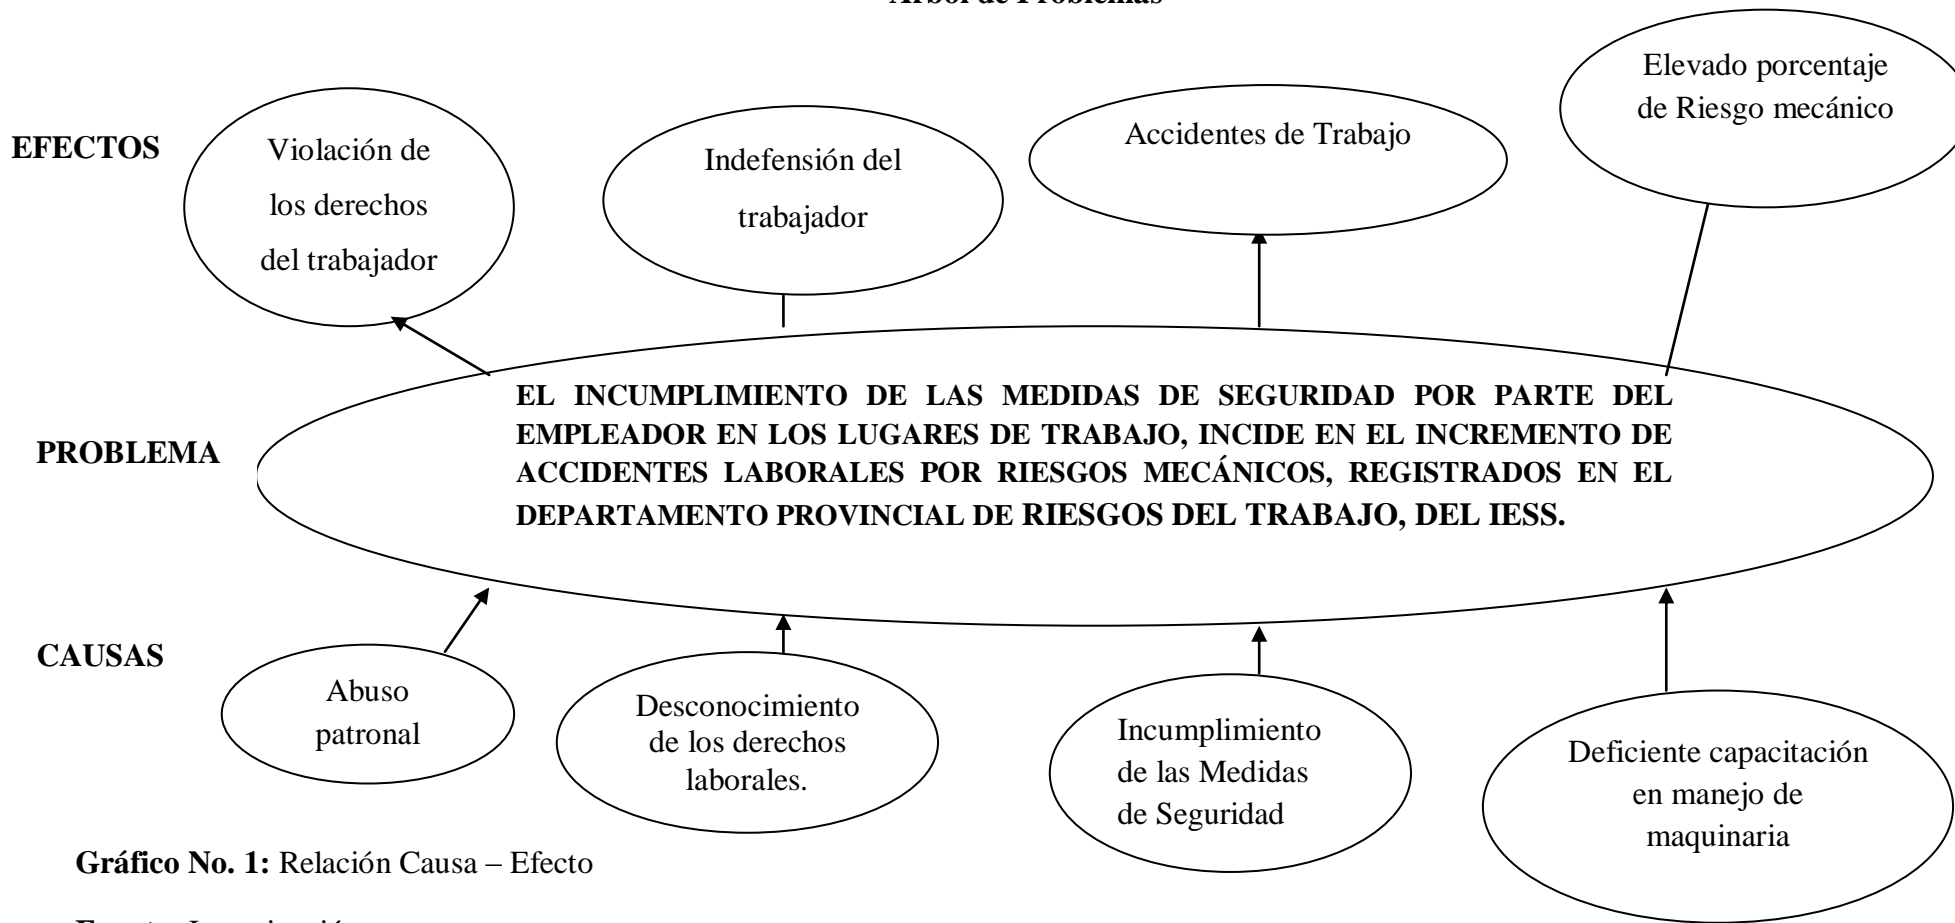 Árbol de Problemas
EFECTOS
Violación de
los derechos
del trabajador
Indefensión del
trabajador
Accidentes de Trabajo
Elevado porcentaje
de Riesgo mecánico
PROBLEMA
EL INCUMPLIMIENTO DE LAS MEDIDAS DE SEGURIDAD POR PARTE DEL
EMPLEADOR EN LOS LUGARES DE TRABAJO, INCIDE EN EL INCREMENTO DE
ACCIDENTES LABORALES POR RIESGOS MECÁNICOS, REGISTRADOS EN EL
DEPARTAMENTO PROVINCIAL DE RIESGOS DEL TRABAJO, DEL IESS.
CAUSAS
Abuso
patronal
Desconocimiento
de los derechos
laborales.
Incumplimiento
de las Medidas
de Seguridad
Deficiente capacitación
en manejo de
maquinaria
Gráfico No. 1: Relación Causa – Efecto